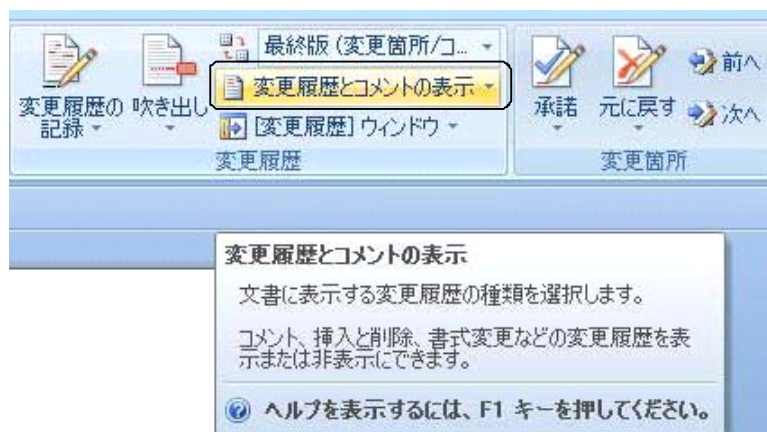 最終版 (変更箇所/コ...
変更履歴とコメントの表示
[変更履歴] ウィンドウ
変更履歴の
記録
吹き出し
変更履歴
承諾
元に戻す
前へ
次へ
変更箇所
変更履歴とコメントの表示
文書に表示する変更履歴の種類を選択します。
コメント、挿入と削除、書式変更などの変更履歴を表
示または非表示にできます。
ヘルプを表示するには、F1 キーを押してください。